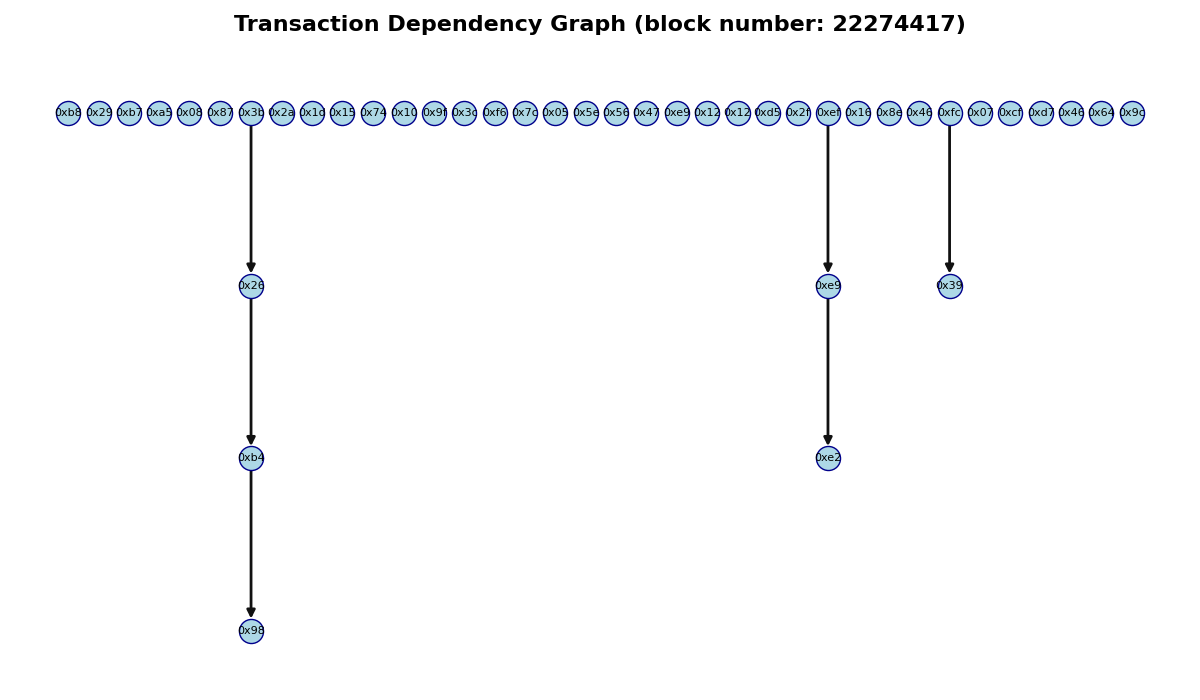 Transaction Dependency Graph (block number: 22274417)
0xb8 0x29 0xb7 0xa5 0x08 0x87 0x3b 0x2a 0x1d 0x15 0x74 0x10 0x9f 0x3c 0xf6 0x7c 0x05 0x5e 0x56 0x47 0xe9 0x12 0x12 0xd5 0x2f 0xef 0x16 0x8e 0x46 0xfc 0x07 0xcf 0xd7 0x46 0x64 0x9c
0x26 0xe9 0x39
0xb4 0xe2
0x98